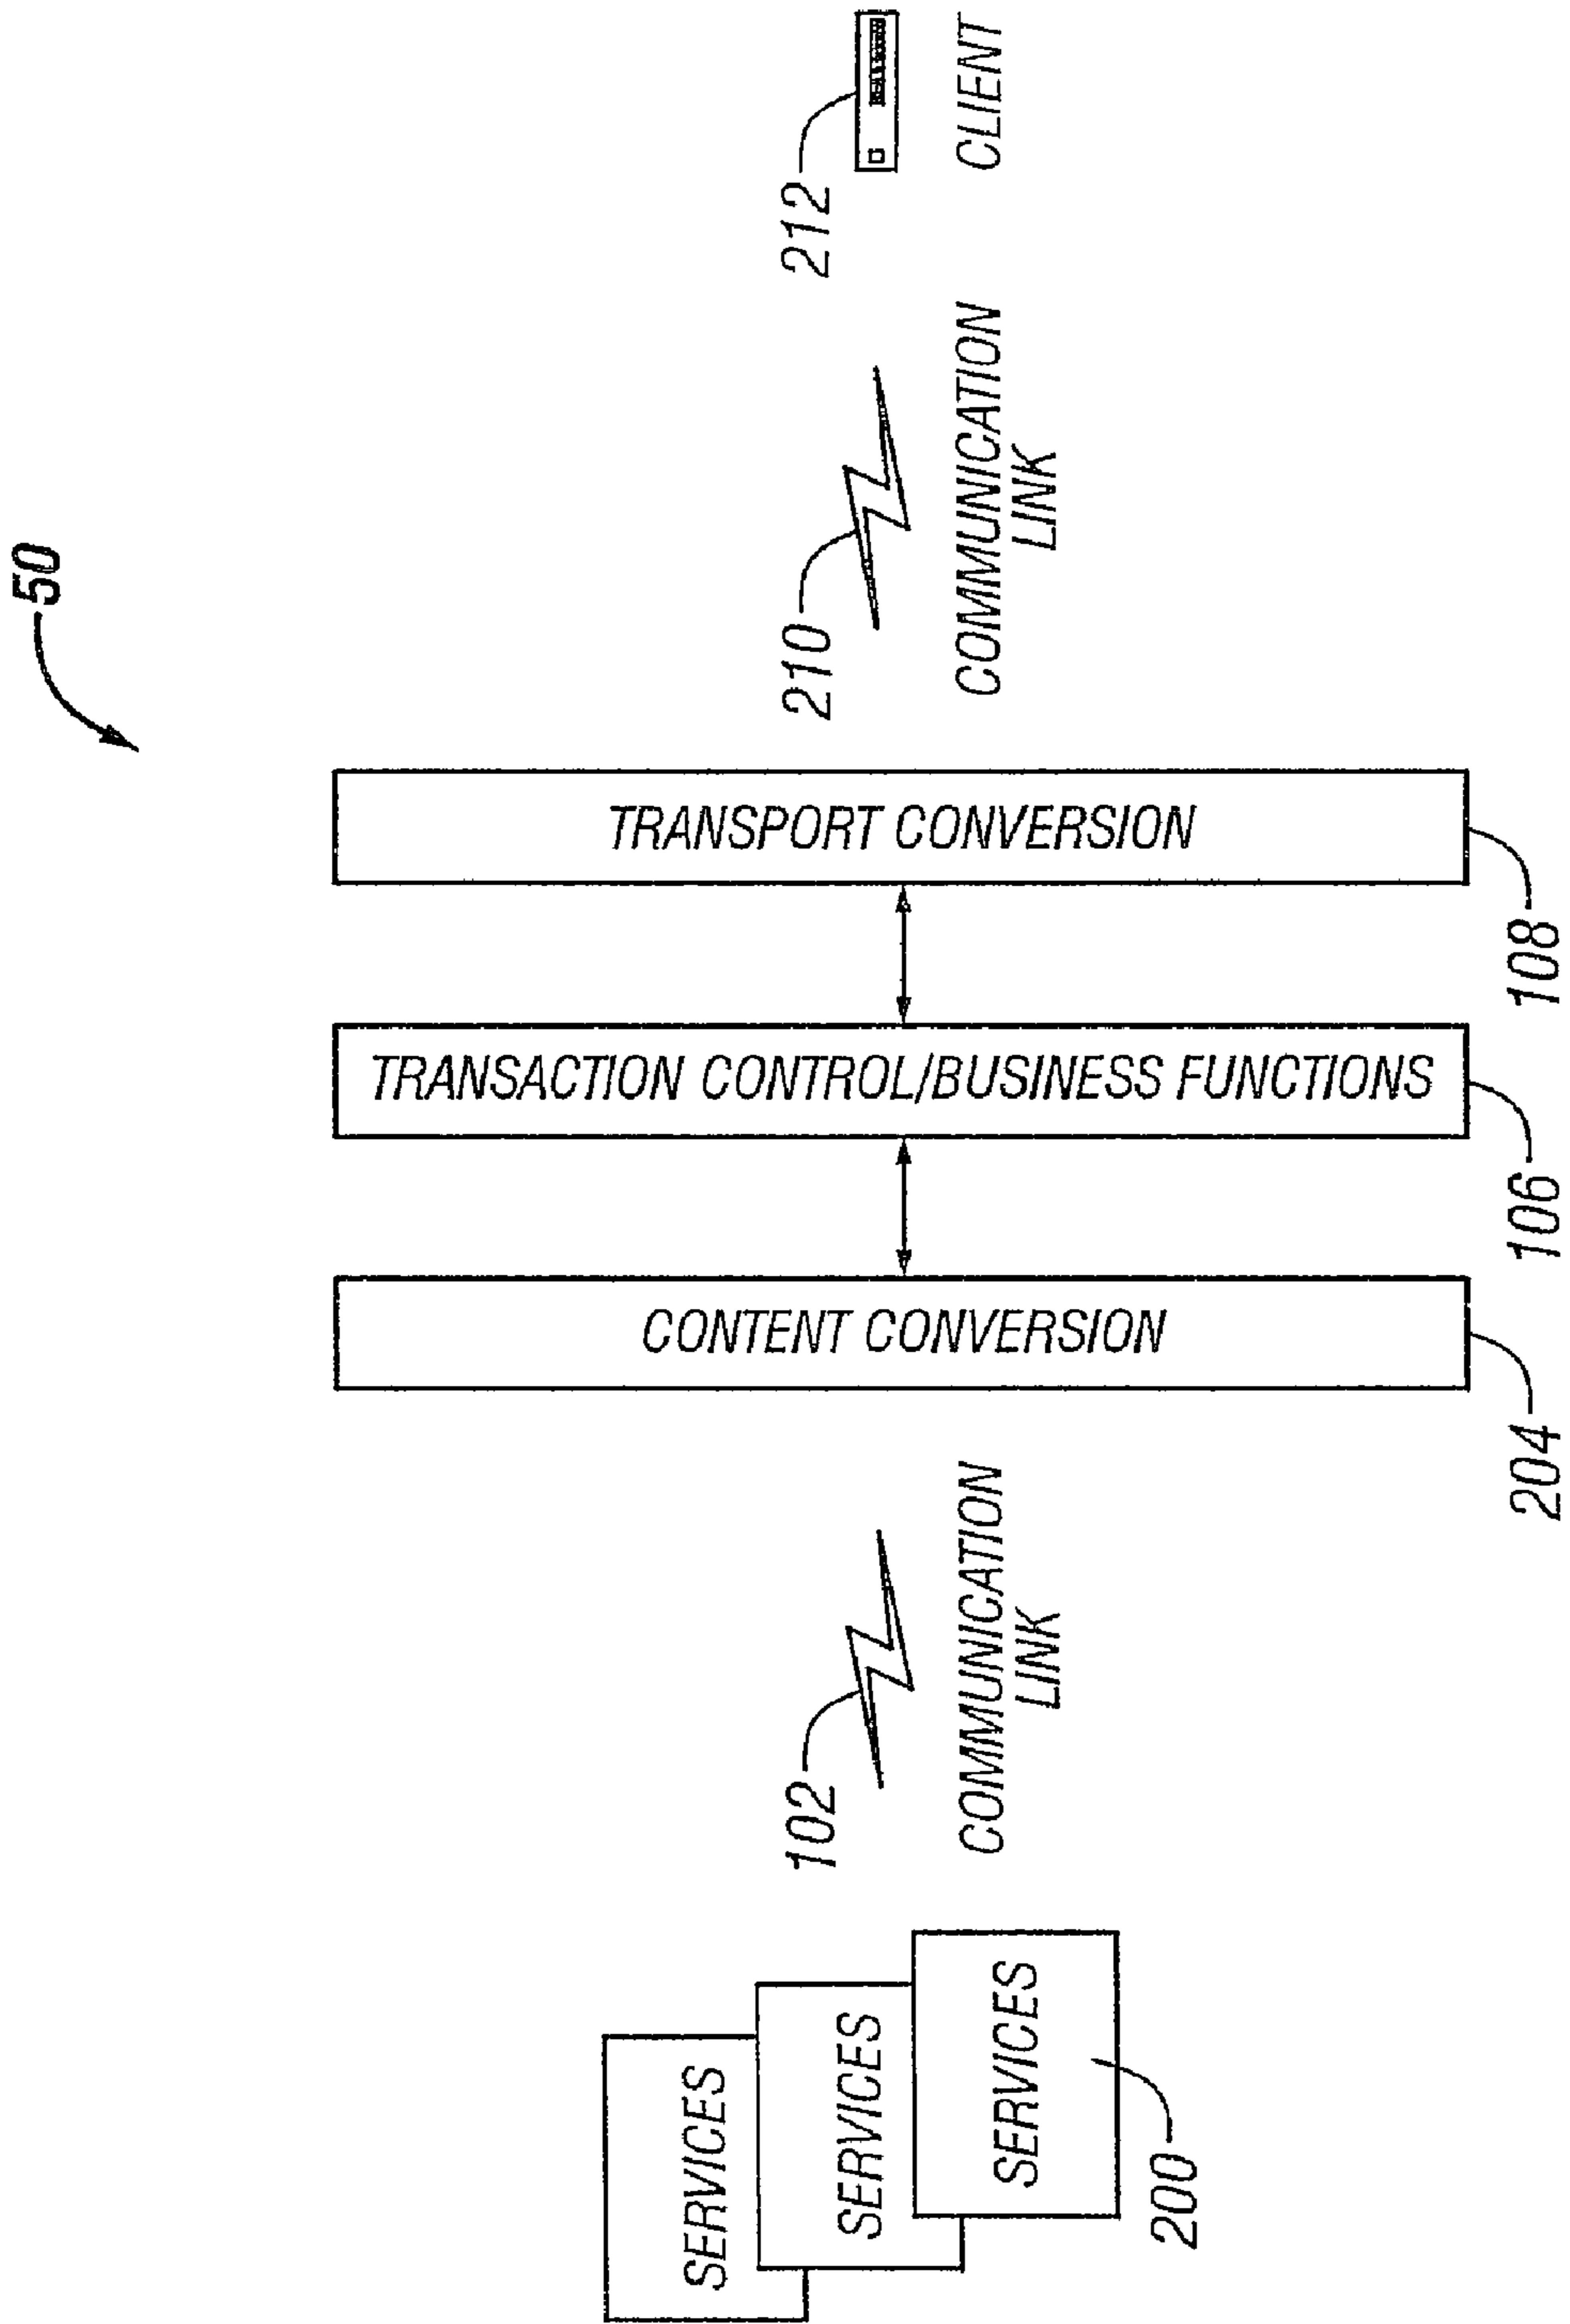 50
SERVICES
SERVICES
SERVICES
200
102
COMMUNICATION
LINK
CONTENT CONVERSION
204
TRANSACTION CONTROL/BUSINESS FUNCTIONS
106
TRANSPORT CONVERSION
108
210
COMMUNICATION
LINK
212
CLIENT